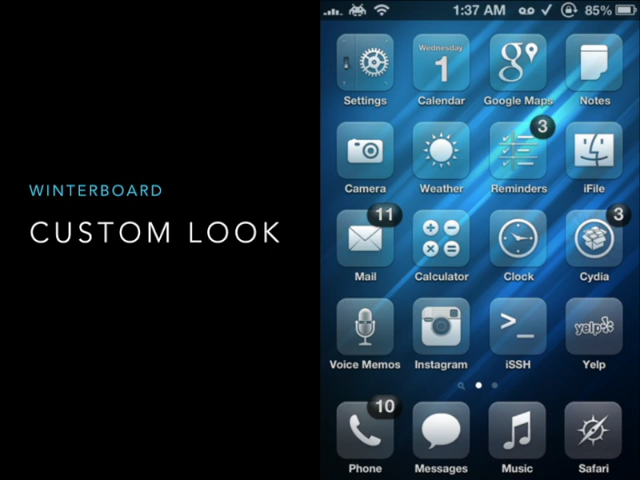 WINTERBOARD
CUSTOM LOOK
1:37 AM 85%
Wednesday
1
g
Settings Calendar Google Maps Notes
3
Camera Weather Reminders iFile
11 3
Mail Calculator Clock Cydia
>_ yelp
Voice Memos Instagram iSSH Yelp
10
Phone Messages Music Safari